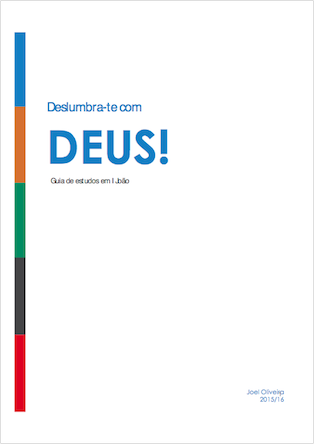 Deslumbra-te com
DEUS!
Guia de estudos em I João
Joel Oliveira
2015/16